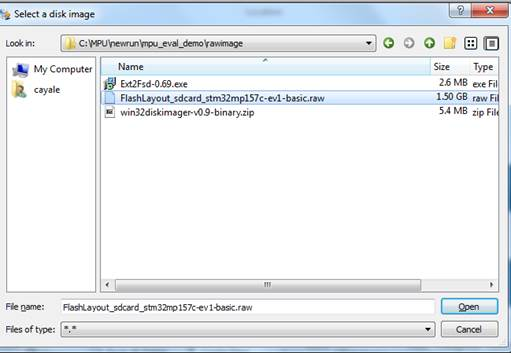 Select a disk image
Look in: C:\MPU\newrun\mpu_eval_demo\rawimage
My Computer
cayale
Name Size Type
Ext2Fsd-0.69.exe 2.6 MB exe Fil
FlashLayout_sdcard_stm32mp157c-ev1-basic.raw 1.50 GB raw Fi
win32diskimager-v0.9-binary.zip 5.4 MB zip File
File name: FlashLayout_sdcard_stm32mp157c-ev1-basic.raw Open
Files of type: *.* Cancel